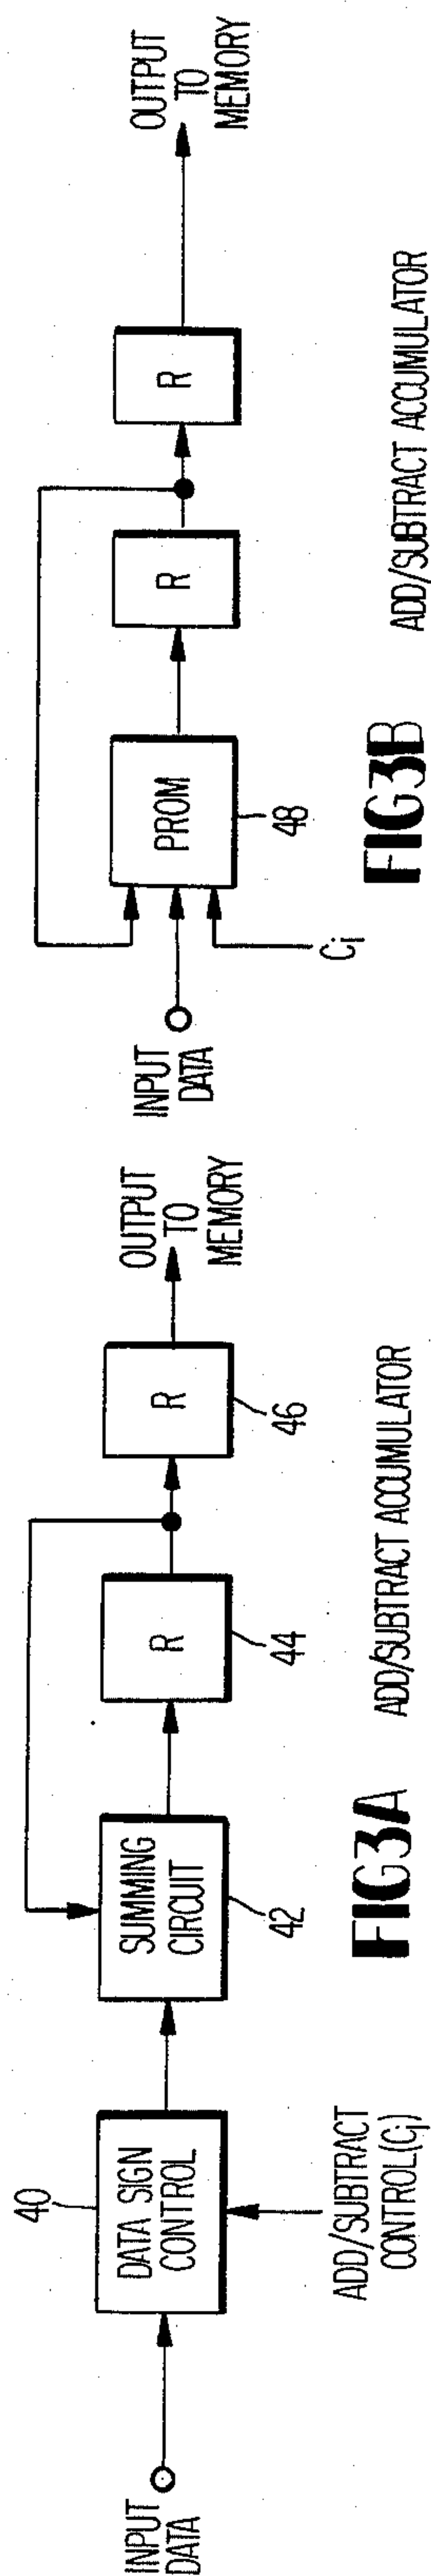 INPUT
DATA
40
DATA SIGN
CONTROL
ADD/SUBTRACT
CONTROL(Ci)
SUMMING
CIRCUIT
42
R
44
R
46
OUTPUT
TO
MEMORY
FIG3A
ADD/SUBTRACT ACCUMULATOR
INPUT
DATA
Ci
PROM
48
R
R
OUTPUT
TO
MEMORY
FIG3B
ADD/SUBTRACT ACCUMULATOR